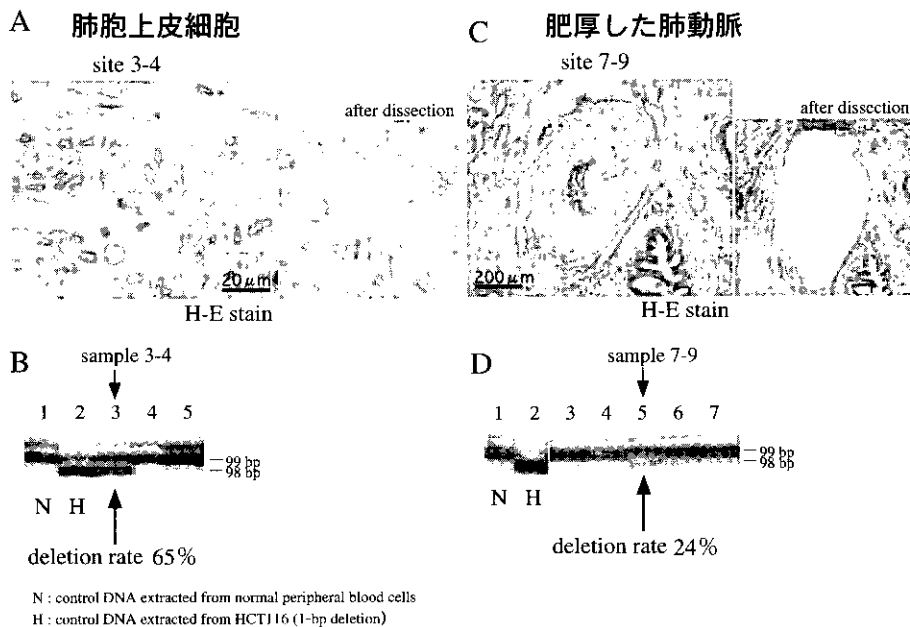 A 肺胞上皮細胞
site 3-4
after dissection
20μm
H-E stain
C 肥厚した肺動脈
site 7-9
after dissection
200μm
H-E stain
B
sample 3-4
1 2 3 4 5
99 bp
98 bp
N H
deletion rate 65%
D
sample 7-9
1 2 3 4 5 6 7
99 bp
98 bp
N H
deletion rate 24%
N : control DNA extracted from normal peripheral blood cells
H : control DNA extracted from HCT116 (1-bp deletion)